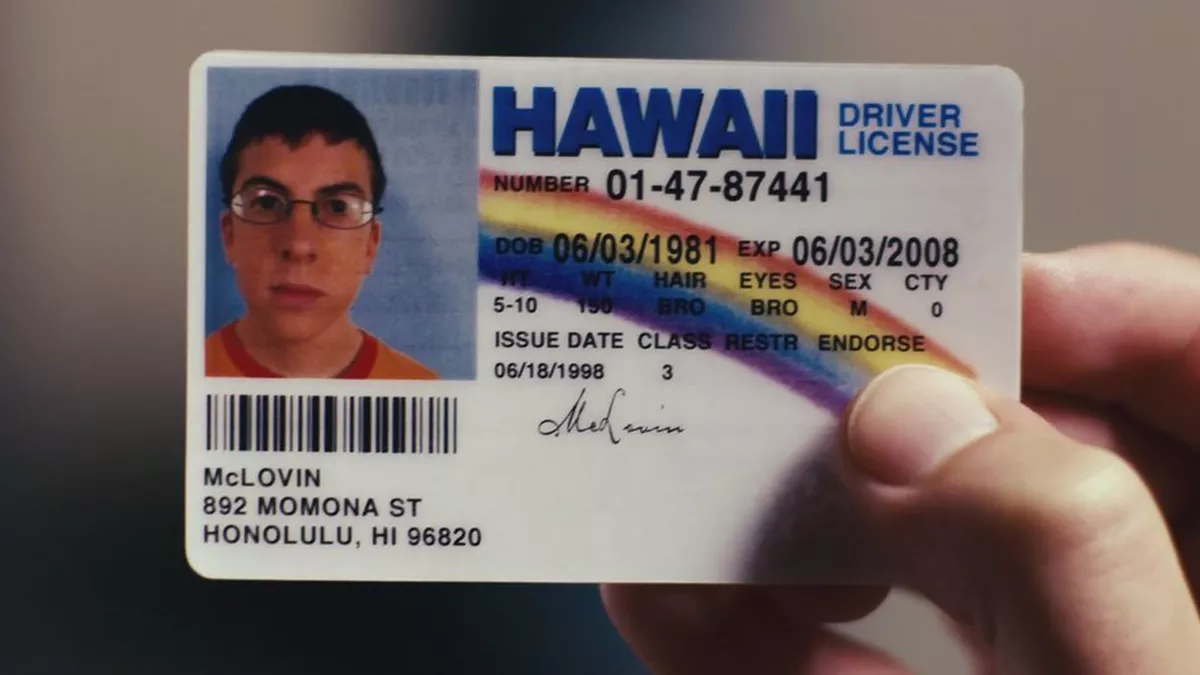 HAWAII DRIVER LICENSE
NUMBER 01-47-87441
DOB 06/03/1981 EXP 06/03/2008
HT WT HAIR EYES SEX CTY
5-10 190 BRO BRO M 0
ISSUE DATE CLASS RESTR ENDORSE
06/18/1998 3
McLovin
McLOVIN
892 MOMONA ST
HONOLULU, HI 96820